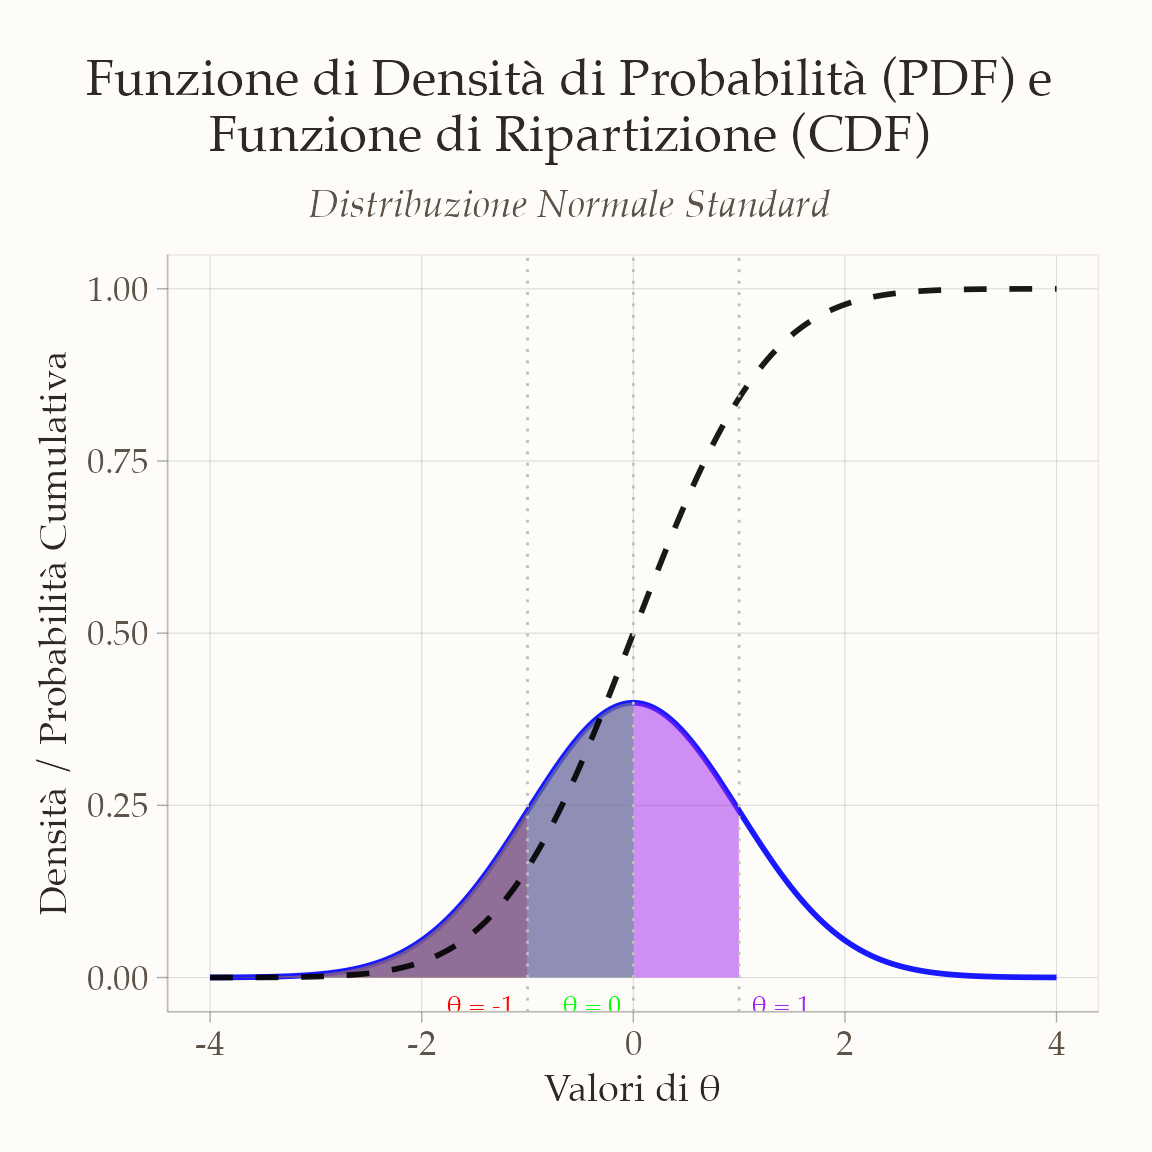 Funzione di Densità di Probabilità (PDF) e
Funzione di Ripartizione (CDF)
Distribuzione Normale Standard
Densità / Probabilità Cumulativa
1.00
0.75
0.50
0.25
0.00
θ = -1
θ = 0
θ = 1
-4
-2
0
2
4
Valori di θ